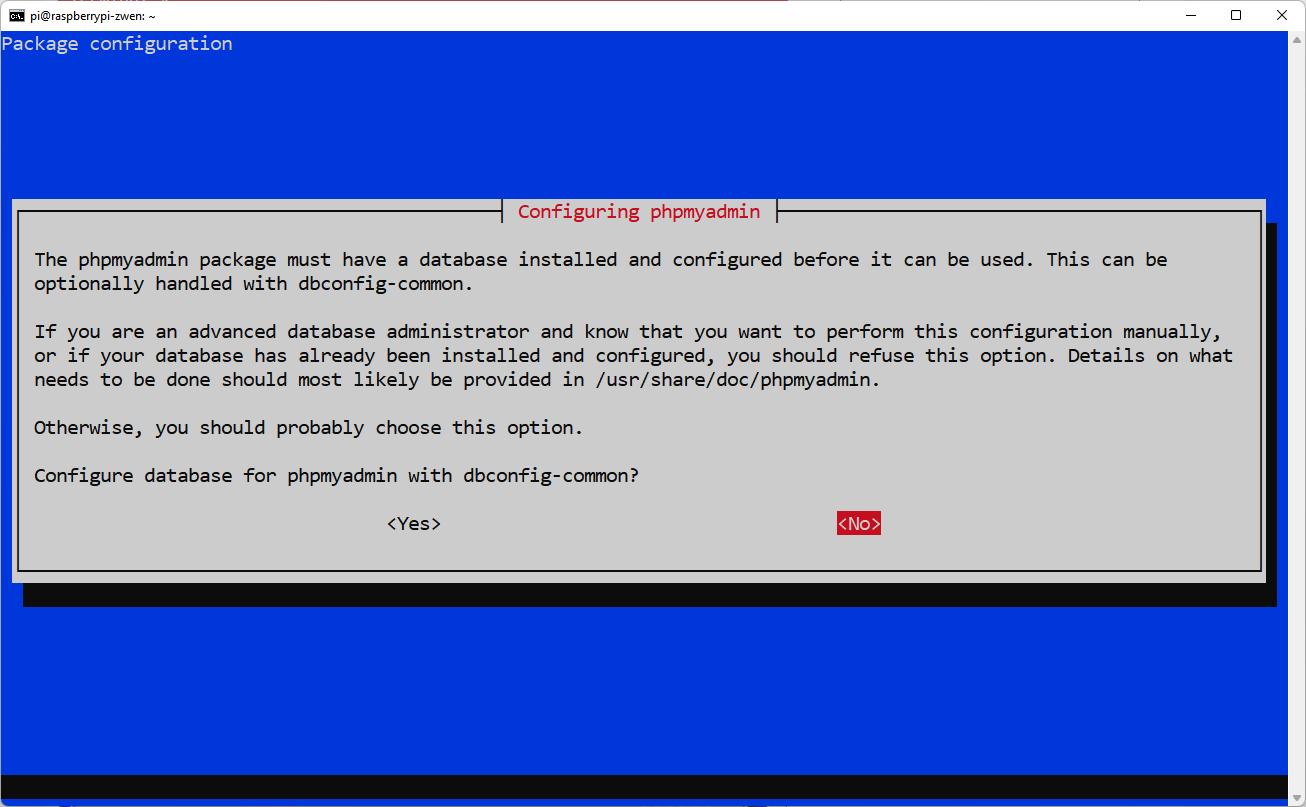 pi@raspberrypi-zwen: ~
Package configuration
Configuring phpmyadmin
The phpmyadmin package must have a database installed and configured before it can be used. This can be
optionally handled with dbconfig-common.
If you are an advanced database administrator and know that you want to perform this configuration manually,
or if your database has already been installed and configured, you should refuse this option. Details on what
needs to be done should most likely be provided in /usr/share/doc/phpmyadmin.
Otherwise, you should probably choose this option.
Configure database for phpmyadmin with dbconfig-common?
<Yes> <No>